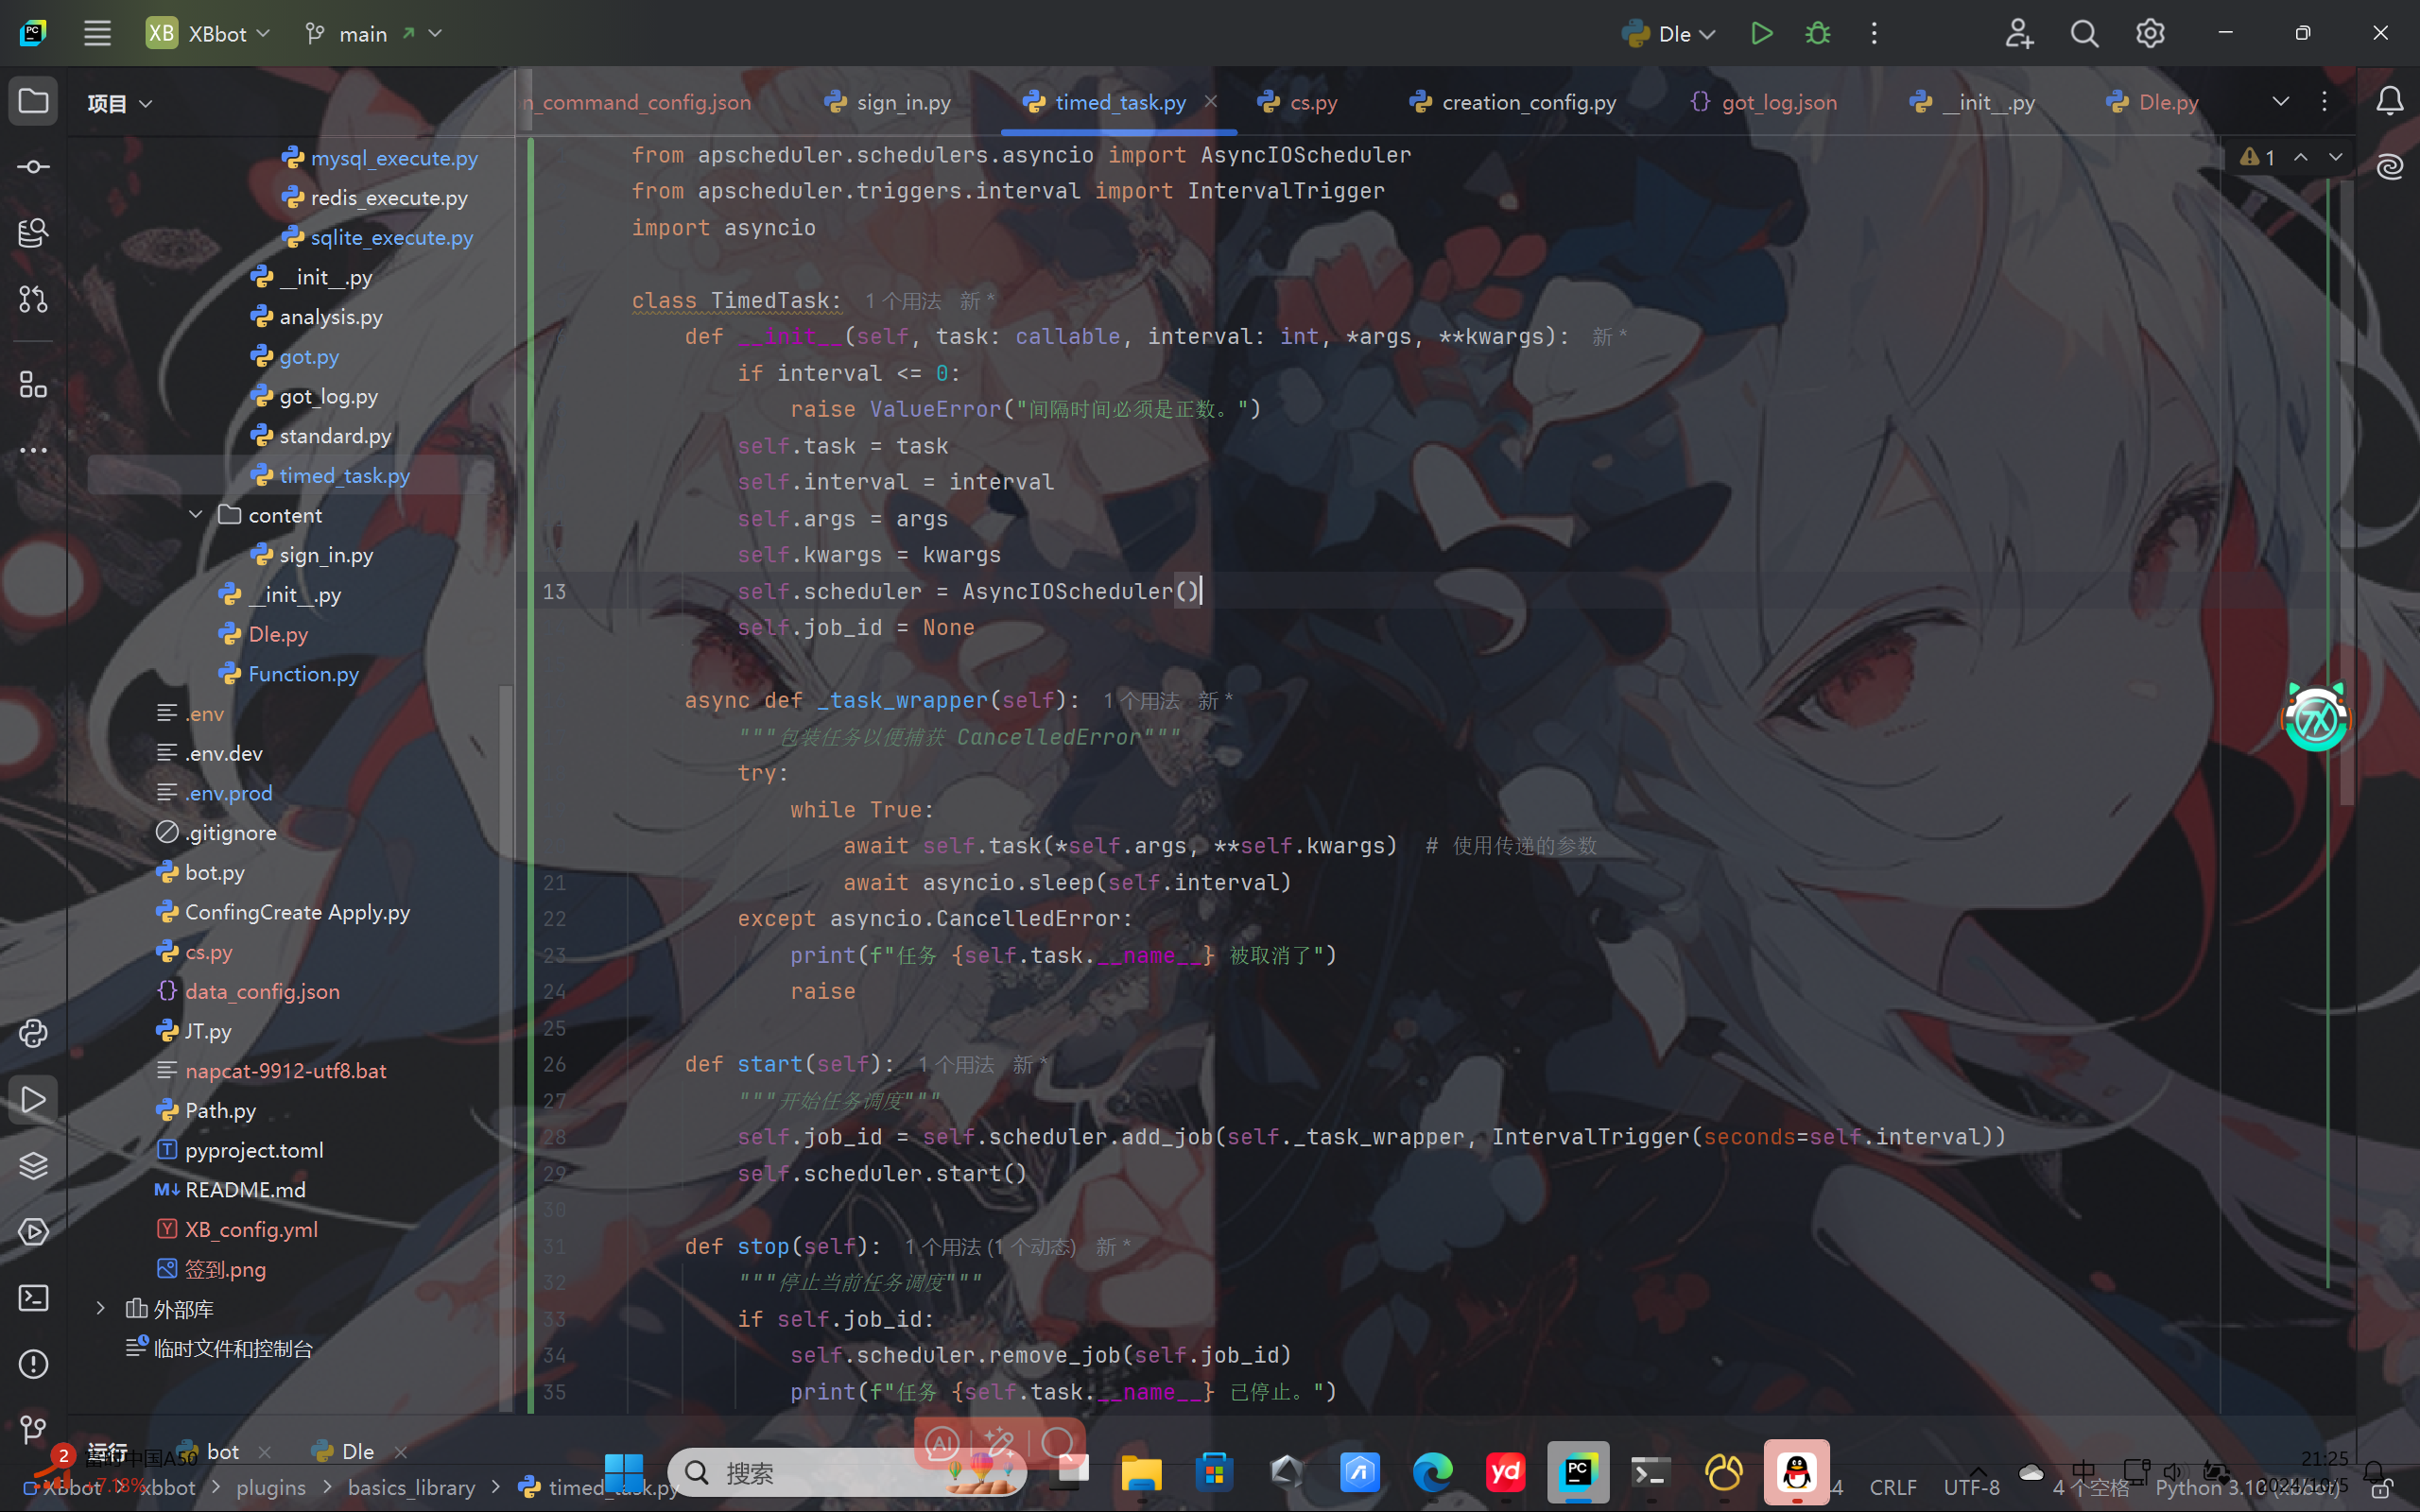 XB XBbot main Dle
项目
n_command_config.json sign_in.py timed_task.py cs.py creation_config.py got_log.json __init__.py Dle.py
mysql_execute.py
redis_execute.py
sqlite_execute.py
__init__.py
analysis.py
got.py
got_log.py
standard.py
timed_task.py
content
sign_in.py
__init__.py
Dle.py
Function.py
.env
.env.dev
.env.prod
.gitignore
bot.py
ConfingCreate Apply.py
cs.py
data_config.json
JT.py
napcat-9912-utf8.bat
Path.py
pyproject.toml
README.md
XB_config.yml
签到.png
外部库
临时文件和控制台
1
from apscheduler.schedulers.asyncio import AsyncIOScheduler
from apscheduler.triggers.interval import IntervalTrigger
import asyncio
class TimedTask: 1 个用法 新 *
def __init__(self, task: callable, interval: int, *args, **kwargs): 新 *
if interval <= 0:
raise ValueError("间隔时间必须是正数。")
self.task = task
self.interval = interval
self.args = args
self.kwargs = kwargs
13 self.scheduler = AsyncIOScheduler()
self.job_id = None
async def _task_wrapper(self): 1 个用法 新 *
"""包装任务以便捕获 CancelledError"""
try:
while True:
await self.task(*self.args, **self.kwargs) # 使用传递的参数
21 await asyncio.sleep(self.interval)
22 except asyncio.CancelledError:
23 print(f"任务 {self.task.__name__} 被取消了")
24 raise
25
26 def start(self): 1 个用法 新 *
27 """开始任务调度"""
28 self.job_id = self.scheduler.add_job(self._task_wrapper, IntervalTrigger(seconds=self.interval))
29 self.scheduler.start()
30
31 def stop(self): 1 个用法 (1 个动态) 新 *
32 """停止当前任务调度"""
33 if self.job_id:
34 self.scheduler.remove_job(self.job_id)
35 print(f"任务 {self.task.__name__} 已停止。")
运行 bot Dle
2 富时中国A50
+7.18%
XBbot xbbot plugins basics_library timed_task.py
搜索
AI
yd
PC
CRLF UTF-8 4 个空格 Python 3.10 (xbbot)
中
21:25
2024/10/5